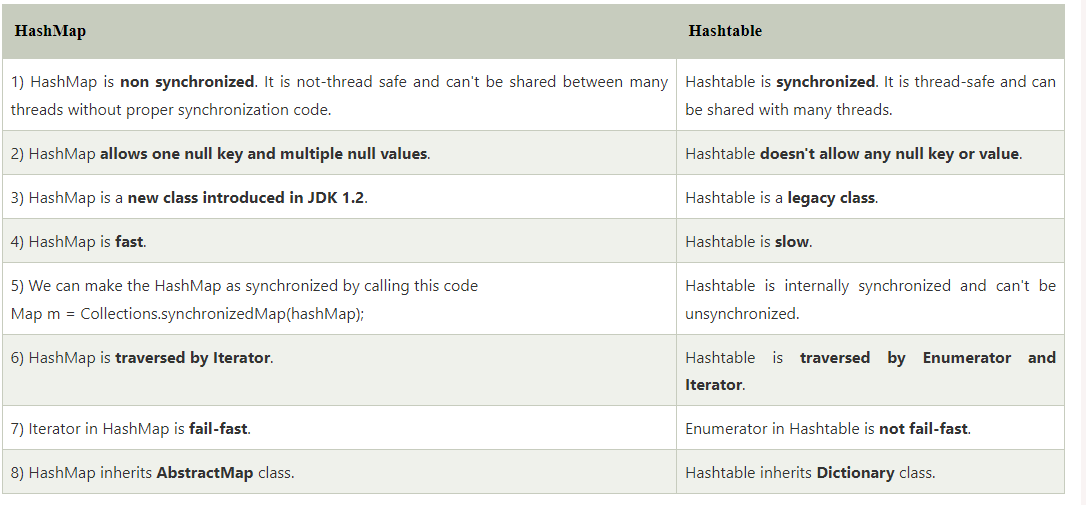 HashMap
Hashtable
1) HashMap is non synchronized. It is not-thread safe and can't be shared between many
threads without proper synchronization code.
Hashtable is synchronized. It is thread-safe and can
be shared with many threads.
2) HashMap allows one null key and multiple null values.
Hashtable doesn't allow any null key or value.
3) HashMap is a new class introduced in JDK 1.2.
Hashtable is a legacy class.
4) HashMap is fast.
Hashtable is slow.
5) We can make the HashMap as synchronized by calling this code
Map m = Collections.synchronizedMap(hashMap);
Hashtable is internally synchronized and can't be
unsynchronized.
6) HashMap is traversed by Iterator.
Hashtable is traversed by Enumerator and
Iterator.
7) Iterator in HashMap is fail-fast.
Enumerator in Hashtable is not fail-fast.
8) HashMap inherits AbstractMap class.
Hashtable inherits Dictionary class.